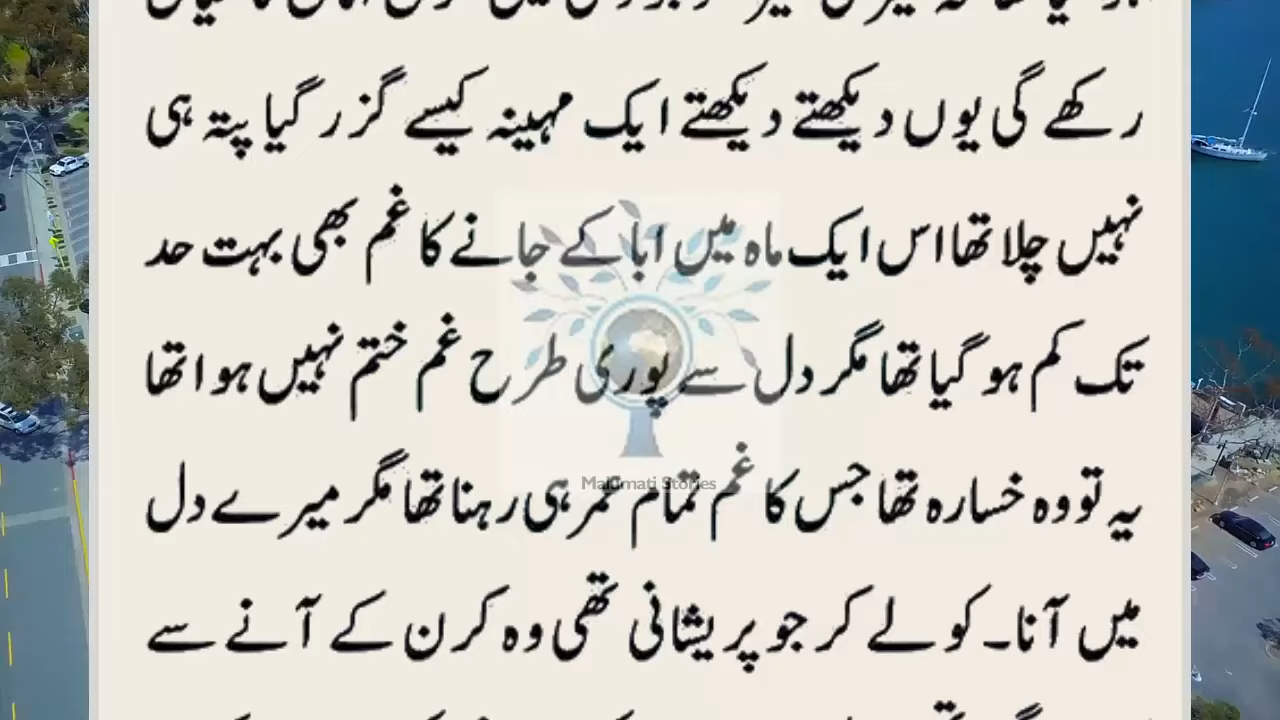 رکھے گی یوں دیکھتے دیکھتے ایک مہینہ کیسے گزر گیا پتہ ہی
نہیں چلا تھا اس ایک ماہ میں ابا کے جانے کا غم بھی بہت حد
تک کم ہو گیا تھا مگر دل سے پوری طرح غم ختم نہیں ہوا تھا
یہ تو وہ خسارہ تھا جس کا غم تمام عمر ہی رہنا تھا مگر میرے دل
میں آنا۔ کو لے کر جو پریشانی تھی وہ کرن کے آنے سے
Malumati Stories